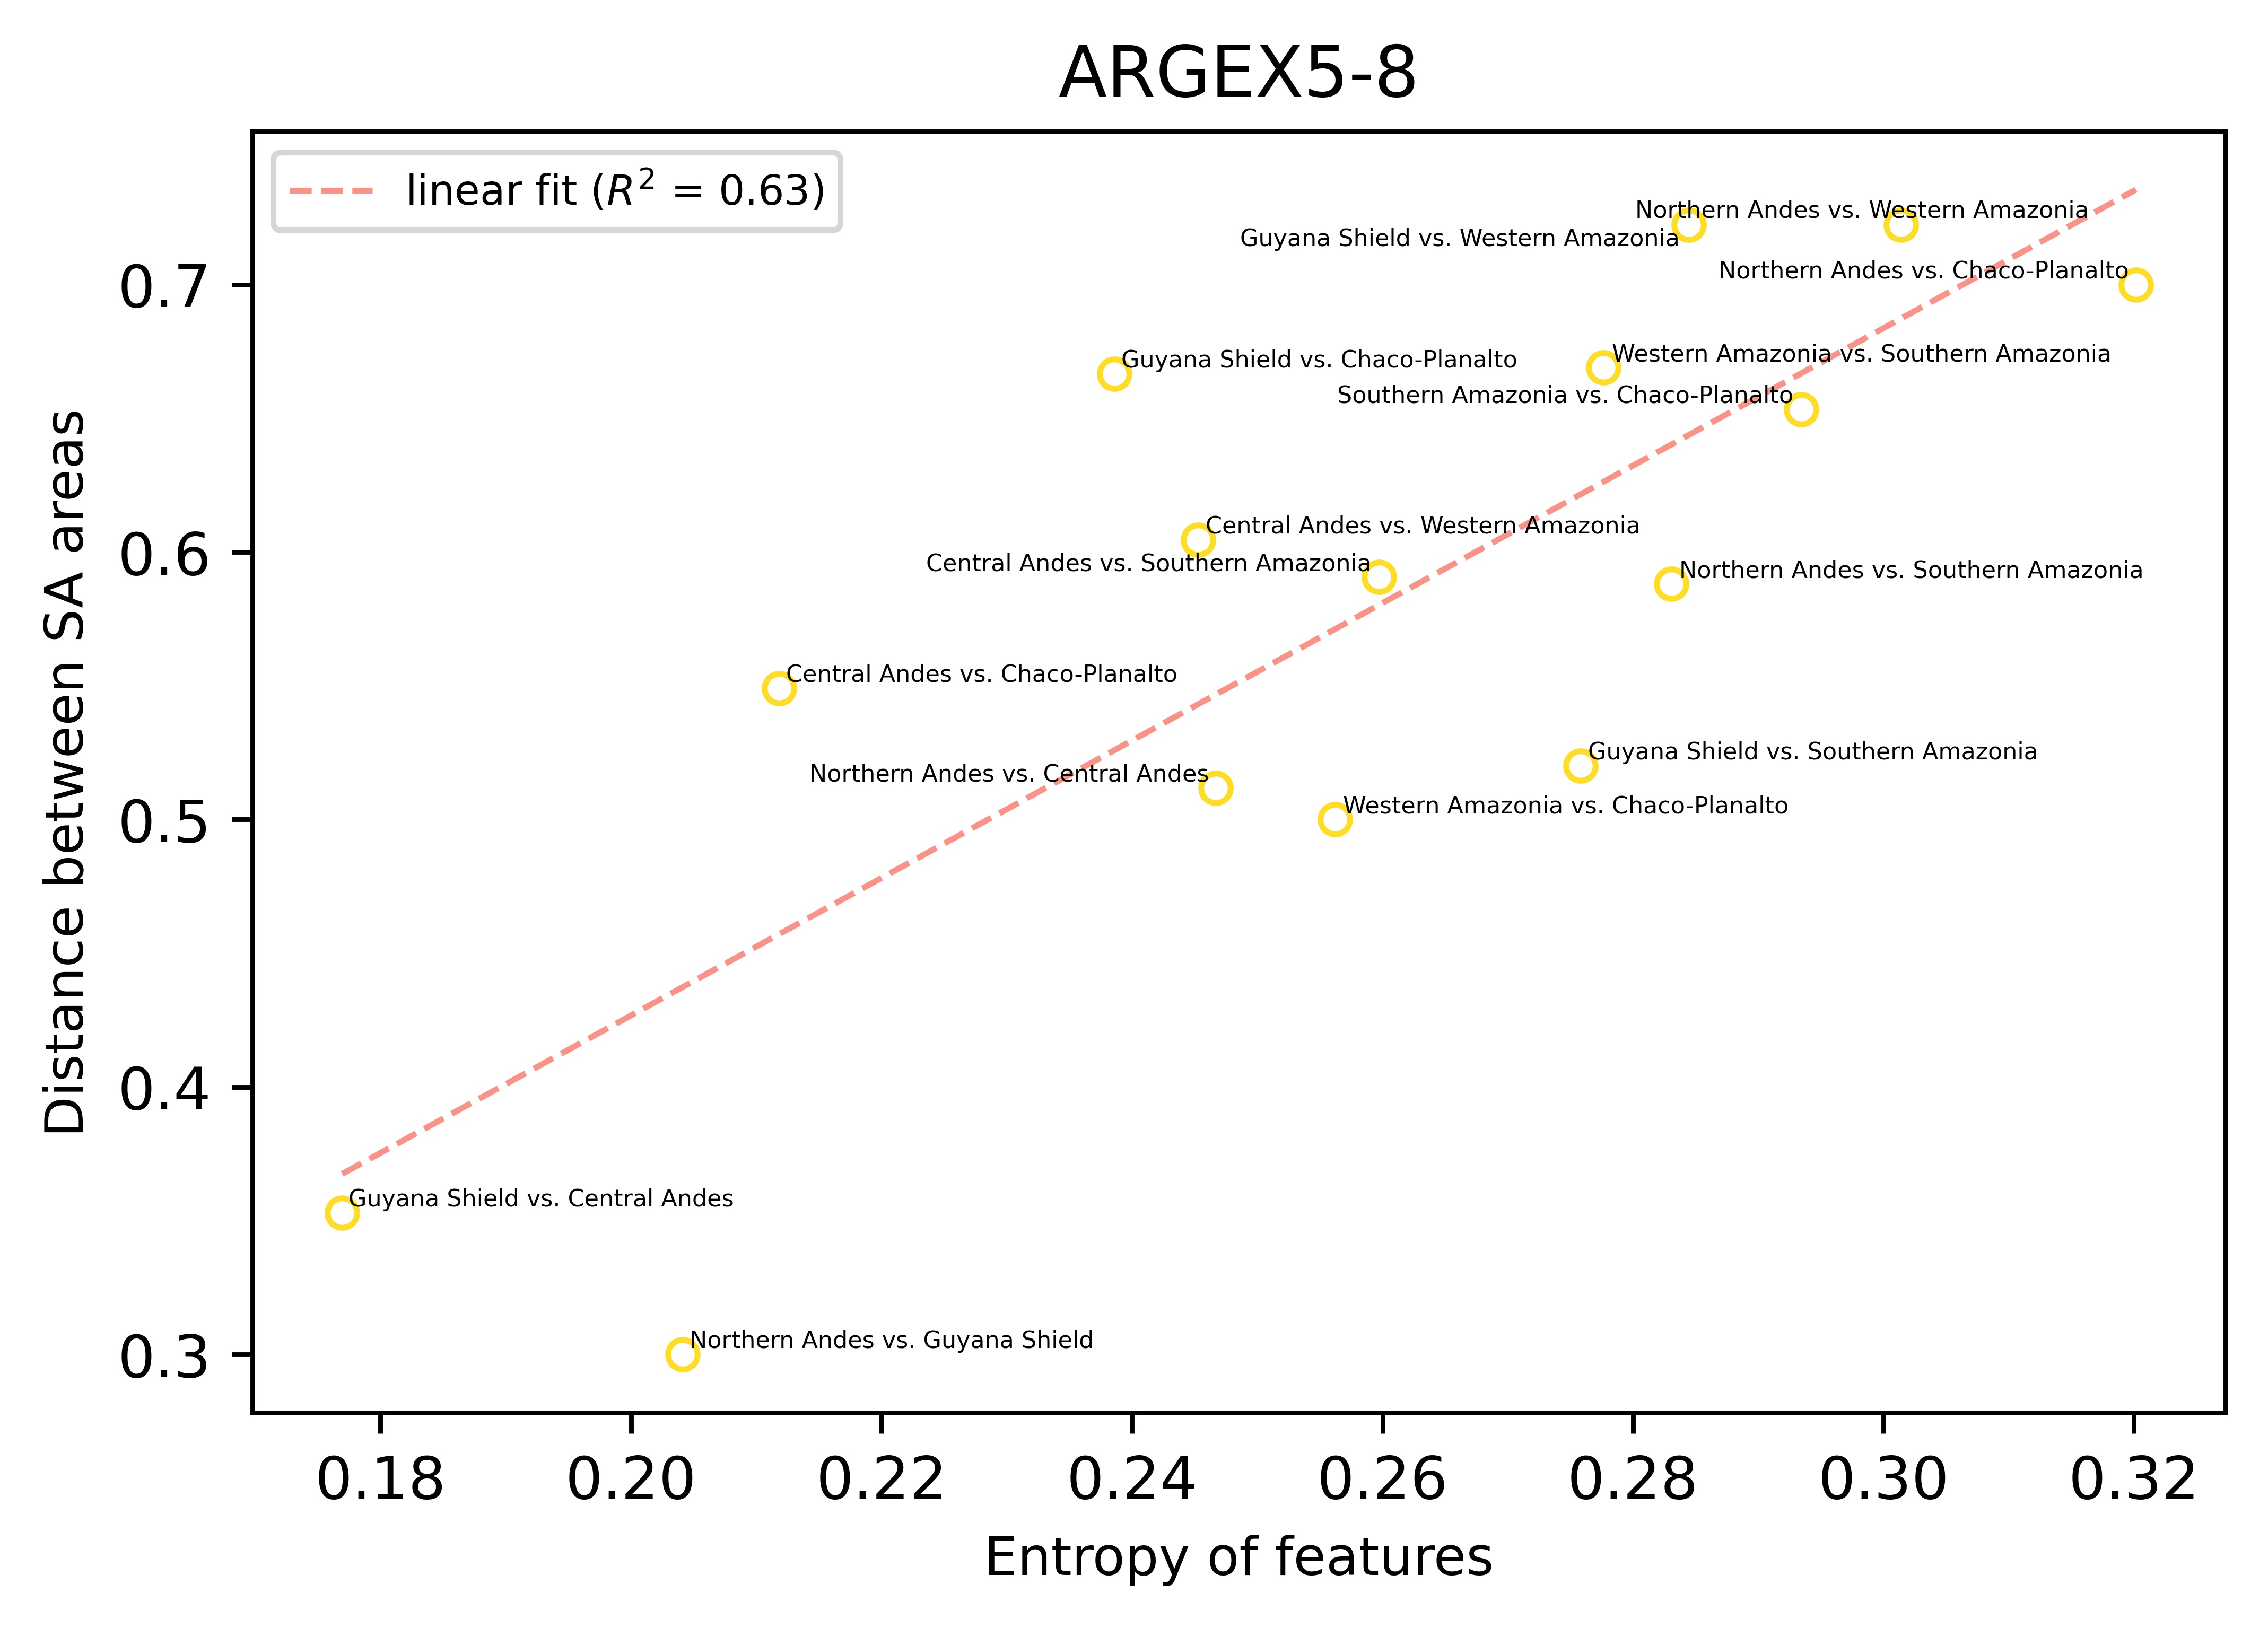 ARGEX5-8
linear fit (R² = 0.63)
Northern Andes vs. Western Amazonia
Guyana Shield vs. Western Amazonia
Northern Andes vs. Chaco-Planalto
Guyana Shield vs. Chaco-Planalto
Western Amazonia vs. Southern Amazonia
Southern Amazonia vs. Chaco-Planalto
Central Andes vs. Western Amazonia
Central Andes vs. Southern Amazonia
Northern Andes vs. Southern Amazonia
Central Andes vs. Chaco-Planalto
Guyana Shield vs. Southern Amazonia
Northern Andes vs. Central Andes
Western Amazonia vs. Chaco-Planalto
Guyana Shield vs. Central Andes
Northern Andes vs. Guyana Shield
Distance between SA areas
0.7
0.6
0.5
0.4
0.3
0.18 0.20 0.22 0.24 0.26 0.28 0.30 0.32
Entropy of features